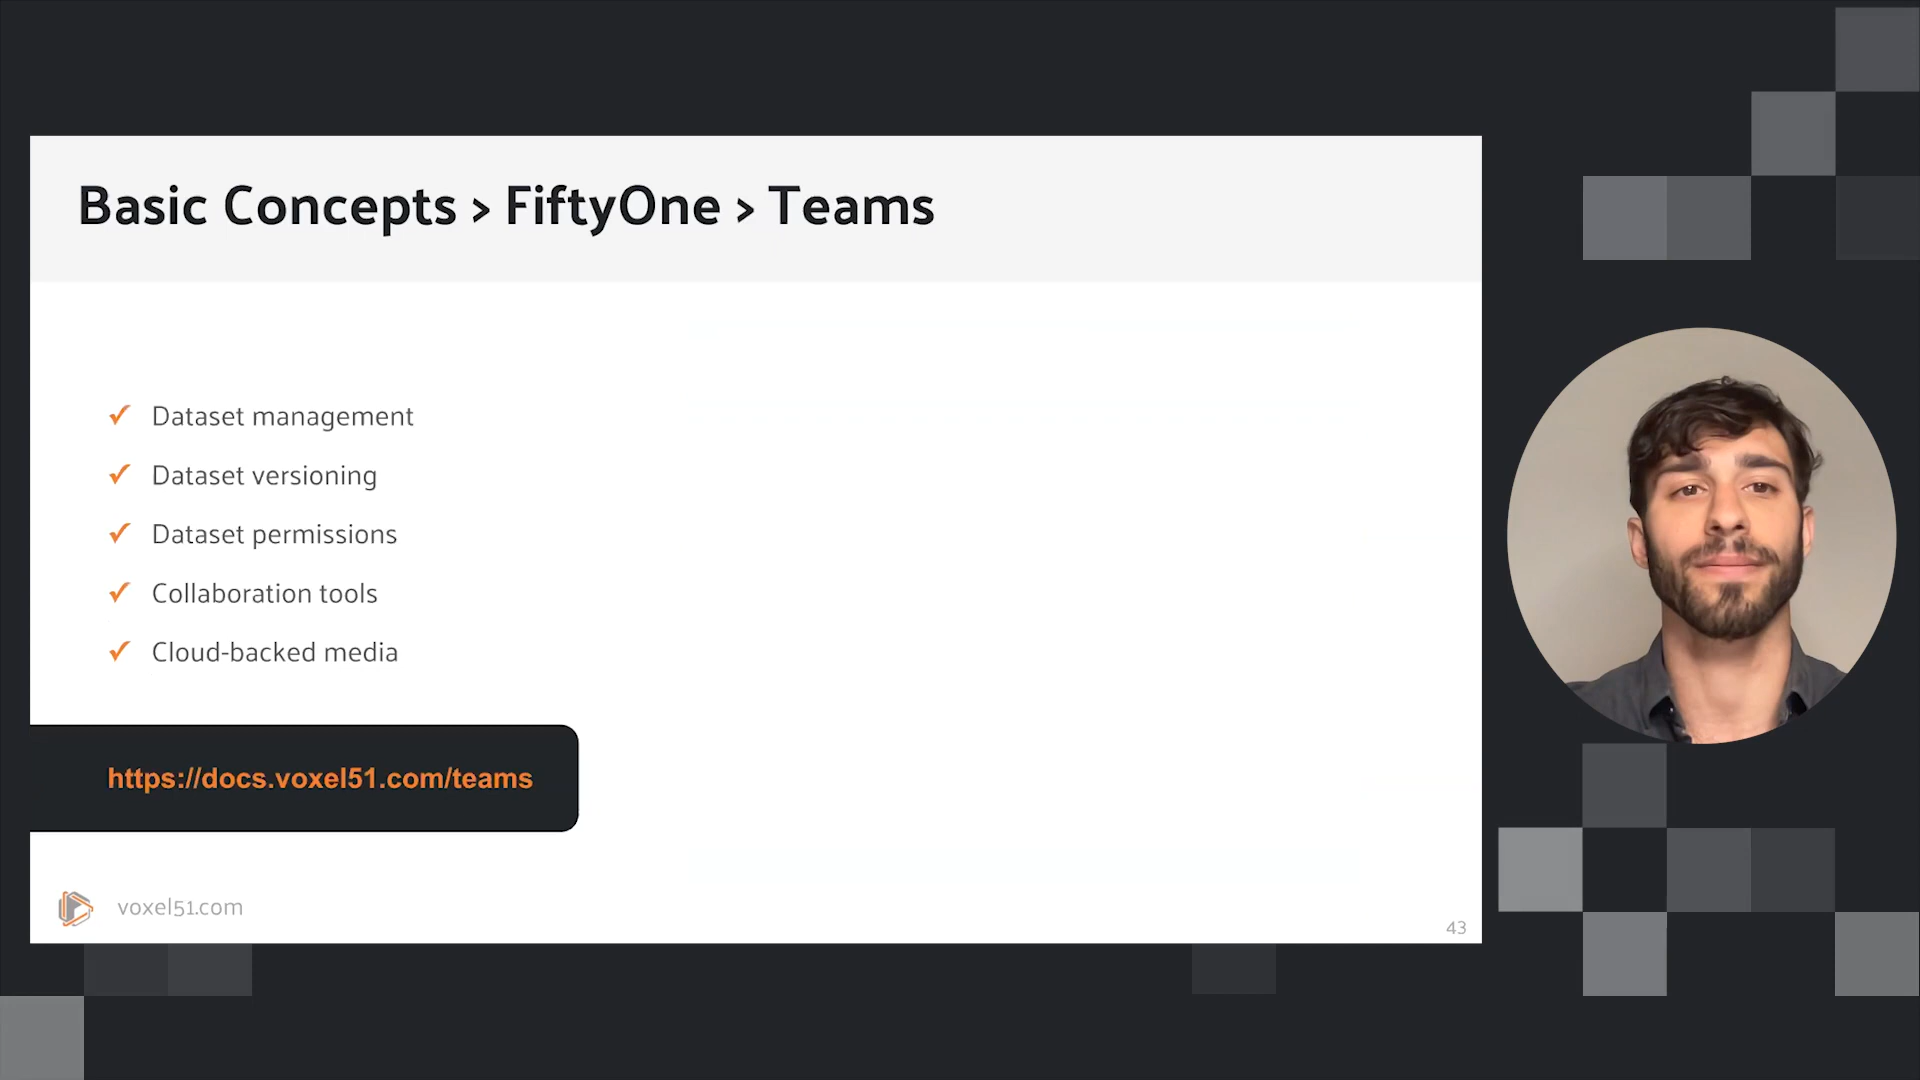 Basic Concepts > FiftyOne > Teams
✓ Dataset management
✓ Dataset versioning
✓ Dataset permissions
✓ Collaboration tools
✓ Cloud-backed media
https://docs.voxel51.com/teams
voxel51.com
43